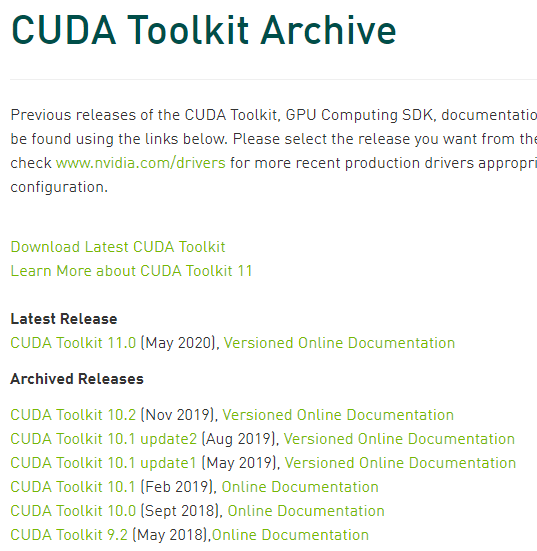 CUDA Toolkit Archive
Previous releases of the CUDA Toolkit, GPU Computing SDK,
be found using the links below. Please select the release you want from the
check www.nvidia.com/drivers for more recent production drivers
configuration.
Download Latest CUDA Toolkit
Learn More about CUDA Toolkit 11
Latest Release
CUDA Toolkit 11.0 (May 2020), Versioned Online Documentation
Archived Releases
CUDA Toolkit 10.2 (Nov 2019), Versioned Online Documentation
CUDA Toolkit 10.1 update2 (Aug 2019), Versioned Online Documentation
CUDA Toolkit 10.1 update1 (May 2019), Versioned Online Documentation
CUDA Toolkit 10.1 (Feb 2019), Online Documentation
CUDA Toolkit 10.0 (Sept 2018), Online Documentation
CUDA Toolkit 9.2 (May 2018),Online Documentation